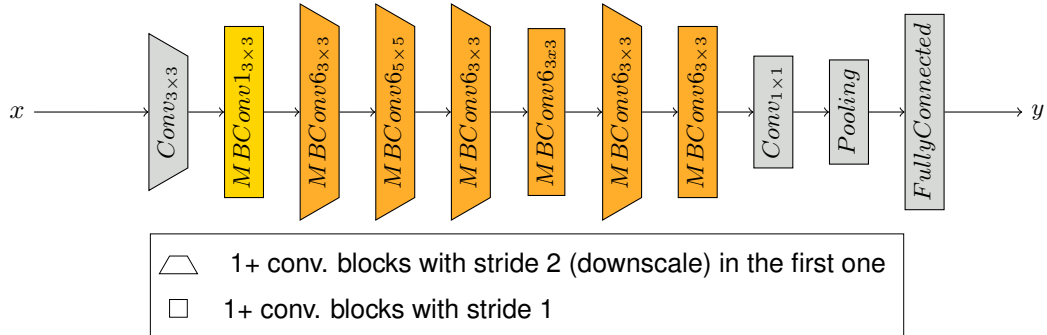 x
Conv3×3
MBConv13×3
MBConv63×3
MBConv65×5
MBConv63×3
MBConv63x3
MBConv63×3
MBConv63×3
Conv1×1
Pooling
FullyConnected
y
1+ conv. blocks with stride 2 (downscale) in the first one
1+ conv. blocks with stride 1